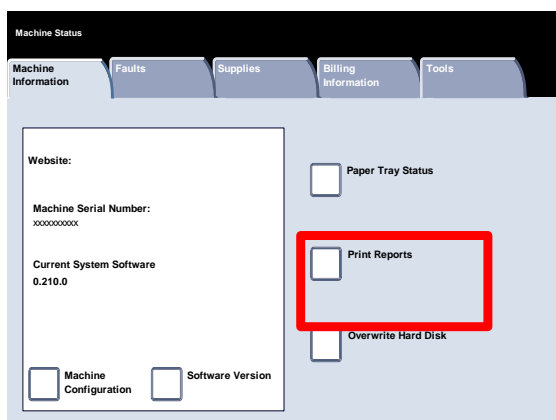 Machine Status
Machine
Information
Faults
Supplies
Billing
Information
Tools
Website:
Machine Serial Number:
xxxxxxxxx
Current System Software
0.210.0
Machine
Configuration
Software Version
Paper Tray Status
Print Reports
Overwrite Hard Disk